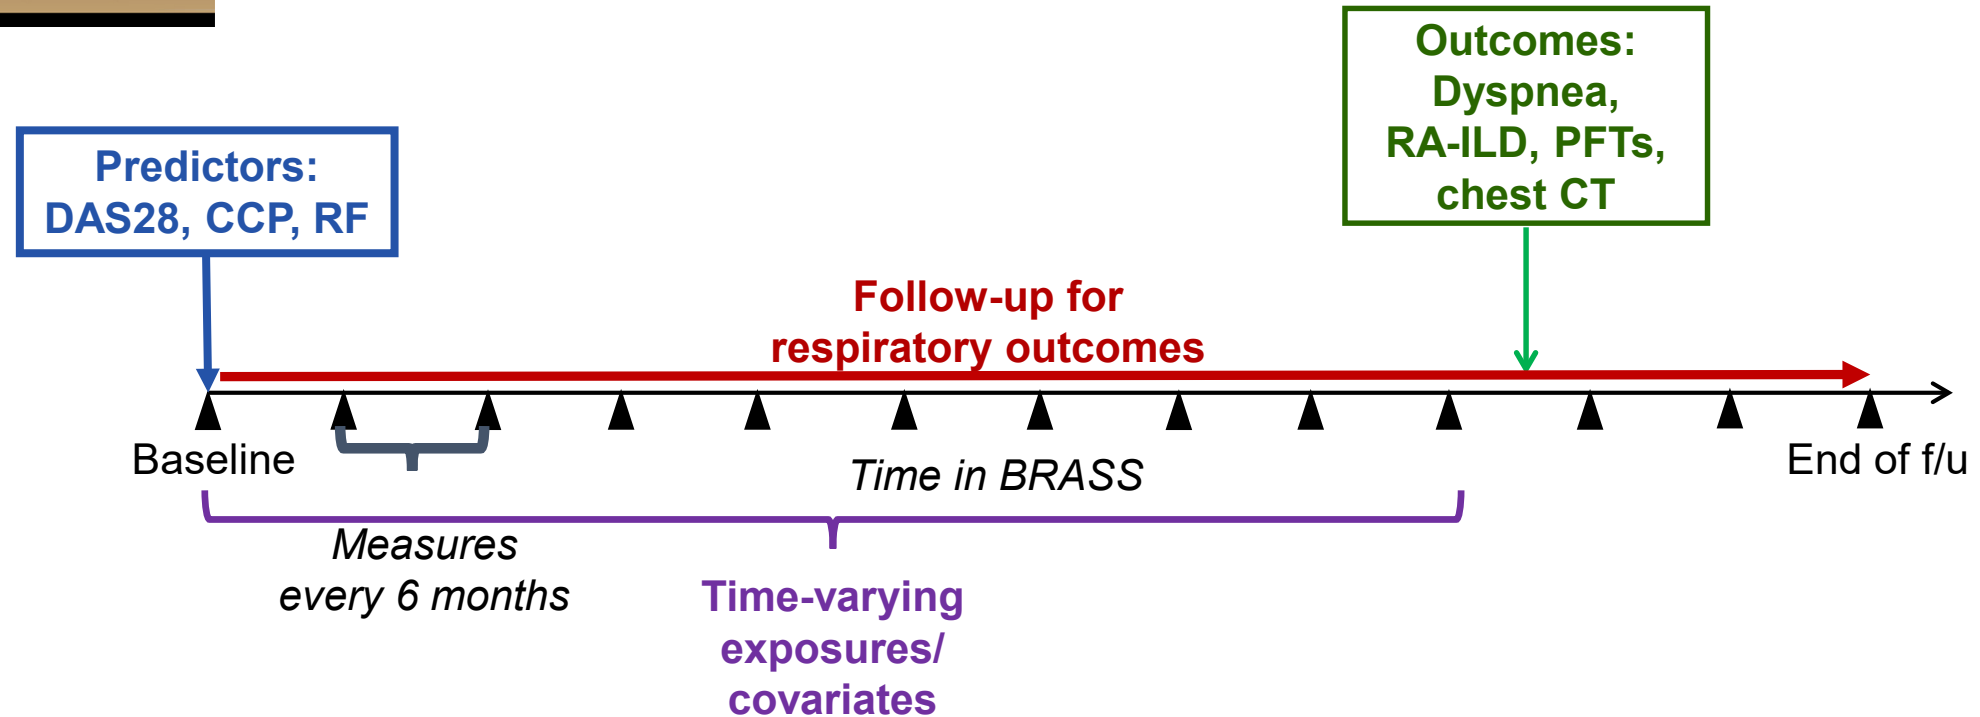 Outcomes:
Dyspnea,
RA-ILD, PFTs,
chest CT
Predictors:
DAS28, CCP, RF
Follow-up for
respiratory outcomes
Baseline
Time in BRASS
End of f/u
Measures
every 6 months
Time-varying
exposures/
covariates